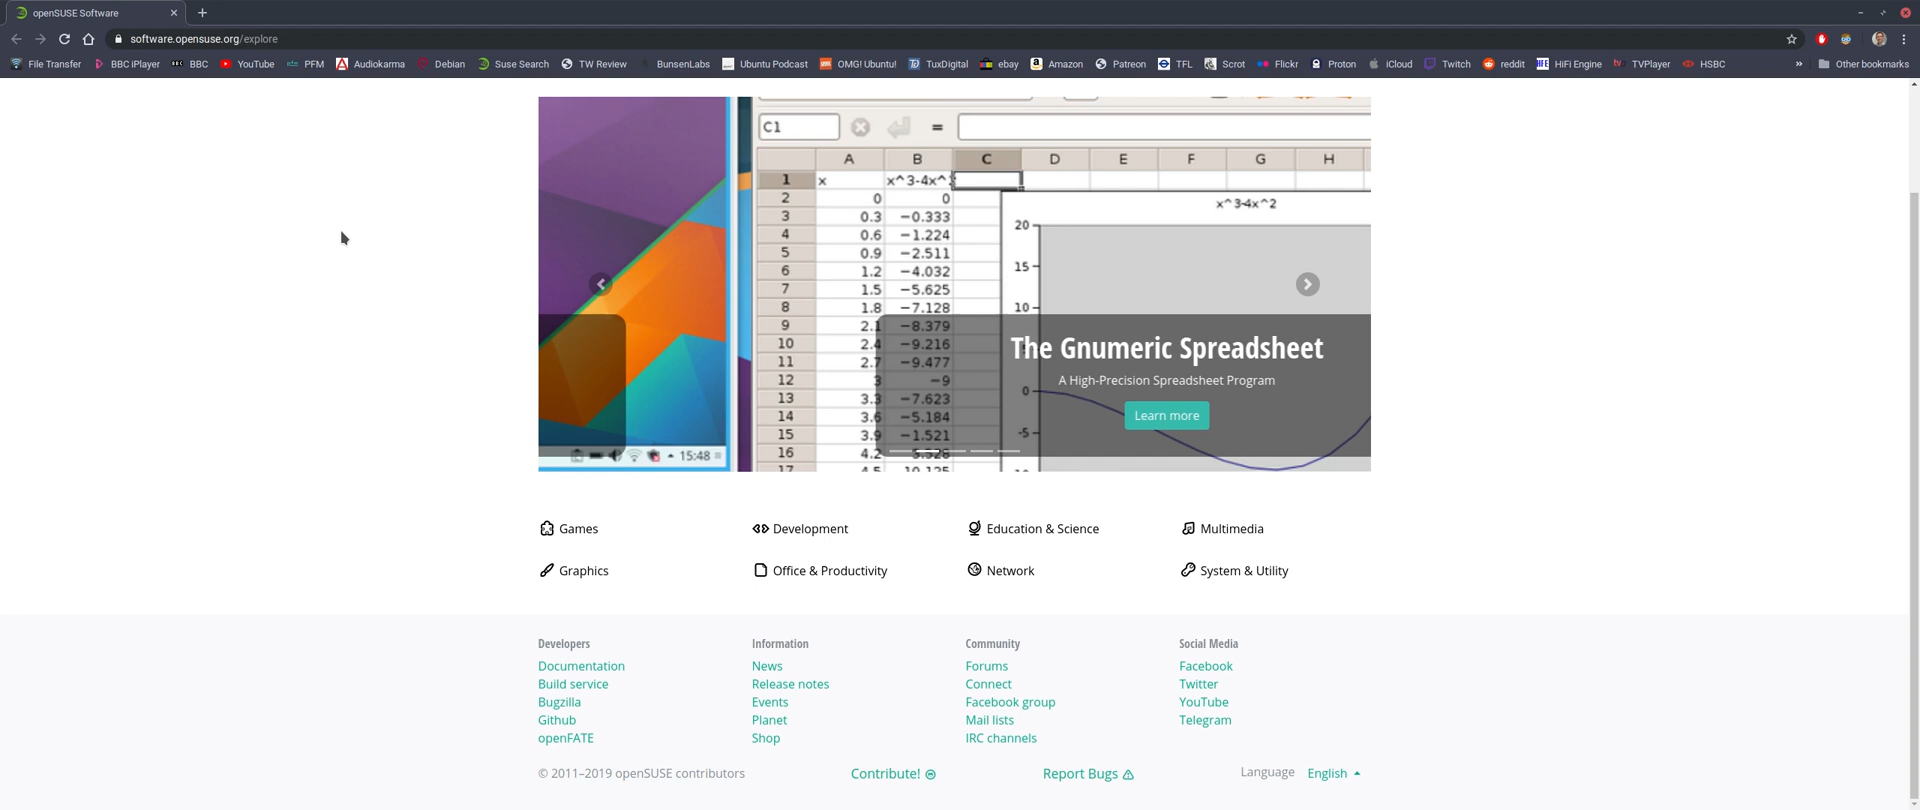 openSUSE Software
software.opensuse.org/explore
File Transfer BBC iPlayer BBC YouTube PFM Audiokarma Debian Suse Search TW Review BunsenLabs Ubuntu Podcast OMG! Ubuntu! TuxDigital ebay Amazon Patreon TFL Scrot Flickr Proton iCloud Twitch reddit HiFi Engine TVPlayer HSBC » Other bookmarks
C1 =
A B C D E F G H
1 x x^3-4x^
2 0 0
3 0.3 −0.333
4 0.6 −1.224
5 0.9 −2.511
6 1.2 −4.032
7 1.5 −5.625
8 1.8 −7.128
9 2.1 −8.379
10 2.4 −9.216
11 2.7 −9.477
12 3 −9
13 3.3 −7.623
14 3.6 −5.184
15 3.9 −1.521
16 4.2 3.528
17 4.5 10.125
x^3-4x^2
20
15
10
0
-5
The Gnumeric Spreadsheet
A High-Precision Spreadsheet Program
Learn more
15:48
Games Development Education & Science Multimedia
Graphics Office & Productivity Network System & Utility
Developers
Documentation
Build service
Bugzilla
Github
openFATE
Information
News
Release notes
Events
Planet
Shop
Community
Forums
Connect
Facebook group
Mail lists
IRC channels
Social Media
Facebook
Twitter
YouTube
Telegram
© 2011–2019 openSUSE contributors Contribute! Report Bugs Language English